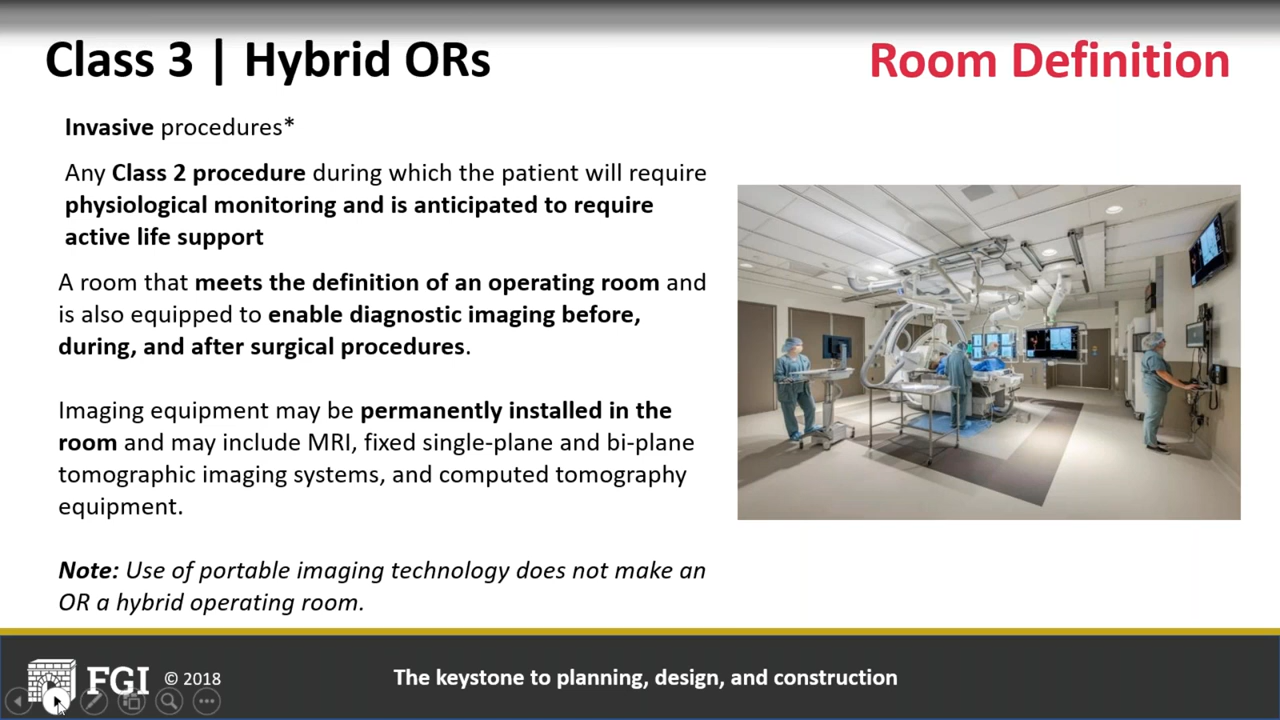 Class 3 | Hybrid ORs
Room Definition
Invasive procedures*
Any Class 2 procedure during which the patient will require
physiological monitoring and is anticipated to require
active life support
A room that meets the definition of an operating room and
is also equipped to enable diagnostic imaging before,
during, and after surgical procedures.
Imaging equipment may be permanently installed in the
room and may include MRI, fixed single-plane and bi-plane
tomographic imaging systems, and computed tomography
equipment.
Note: Use of portable imaging technology does not make an
OR a hybrid operating room.
FGI © 2018
The keystone to planning, design, and construction